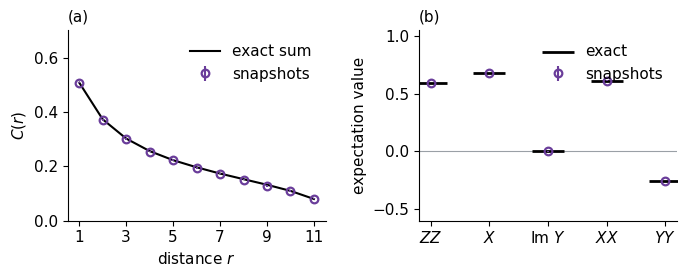 (a)
C(r)
0.6
0.4
0.2
0.0
exact sum
snapshots
1 3 5 7 9 11
distance r
(b)
expectation value
1.0
0.5
0.0
−0.5
exact
snapshots
ZZ X Im Y XX YY